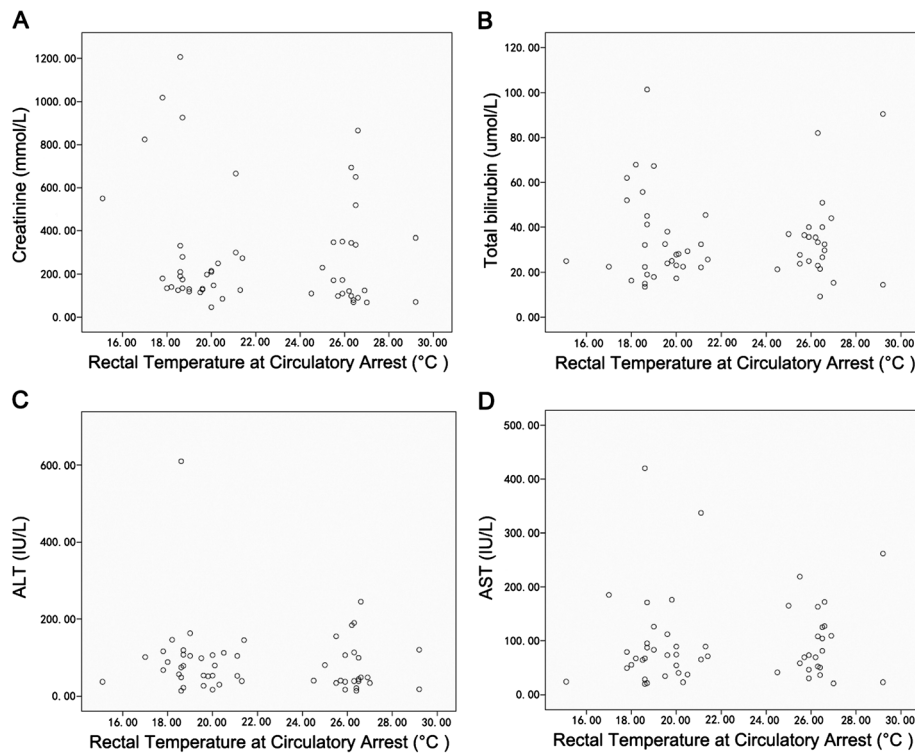 A
Creatinine (mmol/L)
1200. 00
1000. 00
800. 00
600. 00
400. 00
200. 00
0. 00
16. 00 18. 00 20. 00 22. 00 24. 00 26. 00 28. 00 30. 00
Rectal Temperature at Circulatory Arrest (°C )
B
Total bilirubin (umol/L)
120. 00
100. 00
80. 00
60. 00
40. 00
20. 00
0. 00
16. 00 18. 00 20. 00 22. 00 24. 00 26. 00 28. 00 30. 00
Rectal Temperature at Circulatory Arrest (°C )
C
ALT (IU/L)
600. 00
400. 00
200. 00
0. 00
16. 00 18. 00 20. 00 22. 00 24. 00 26. 00 28. 00 30. 00
Rectal Temperature at Circulatory Arrest (°C )
D
AST (IU/L)
500. 00
400. 00
300. 00
200. 00
100. 00
0. 00
16. 00 18. 00 20. 00 22. 00 24. 00 26. 00 28. 00 30. 00
Rectal Temperature at Circulatory Arrest (°C )